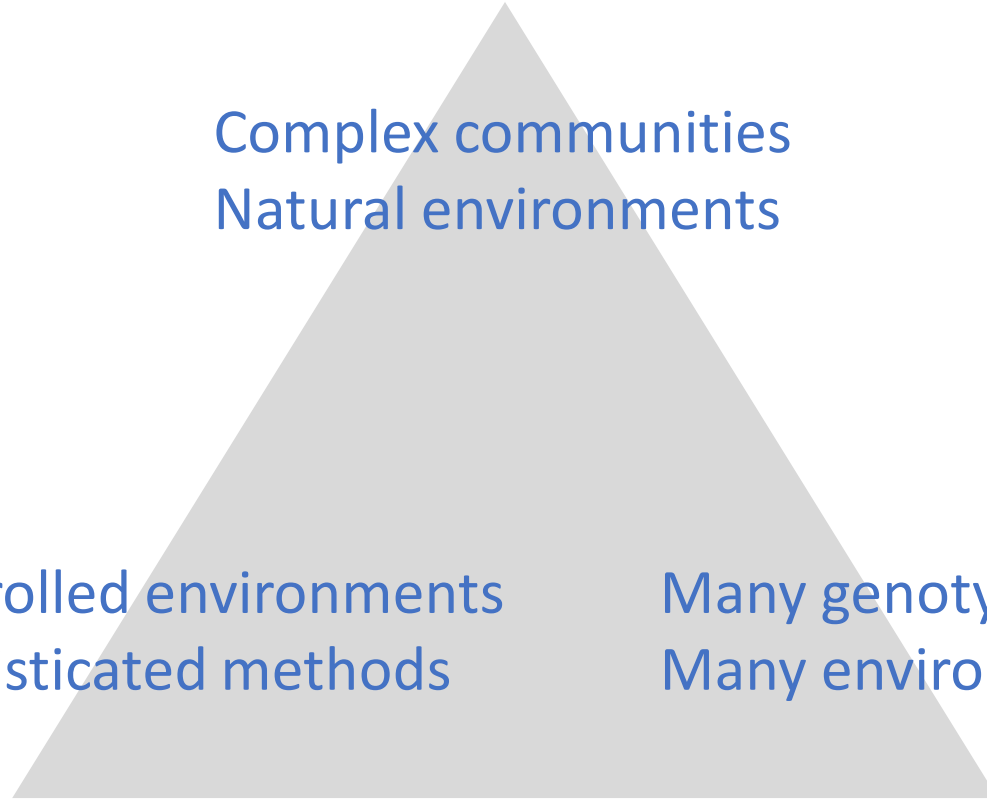 Complex communities
Natural environments
rolled environments
sticated methods
Many genoty
Many enviro